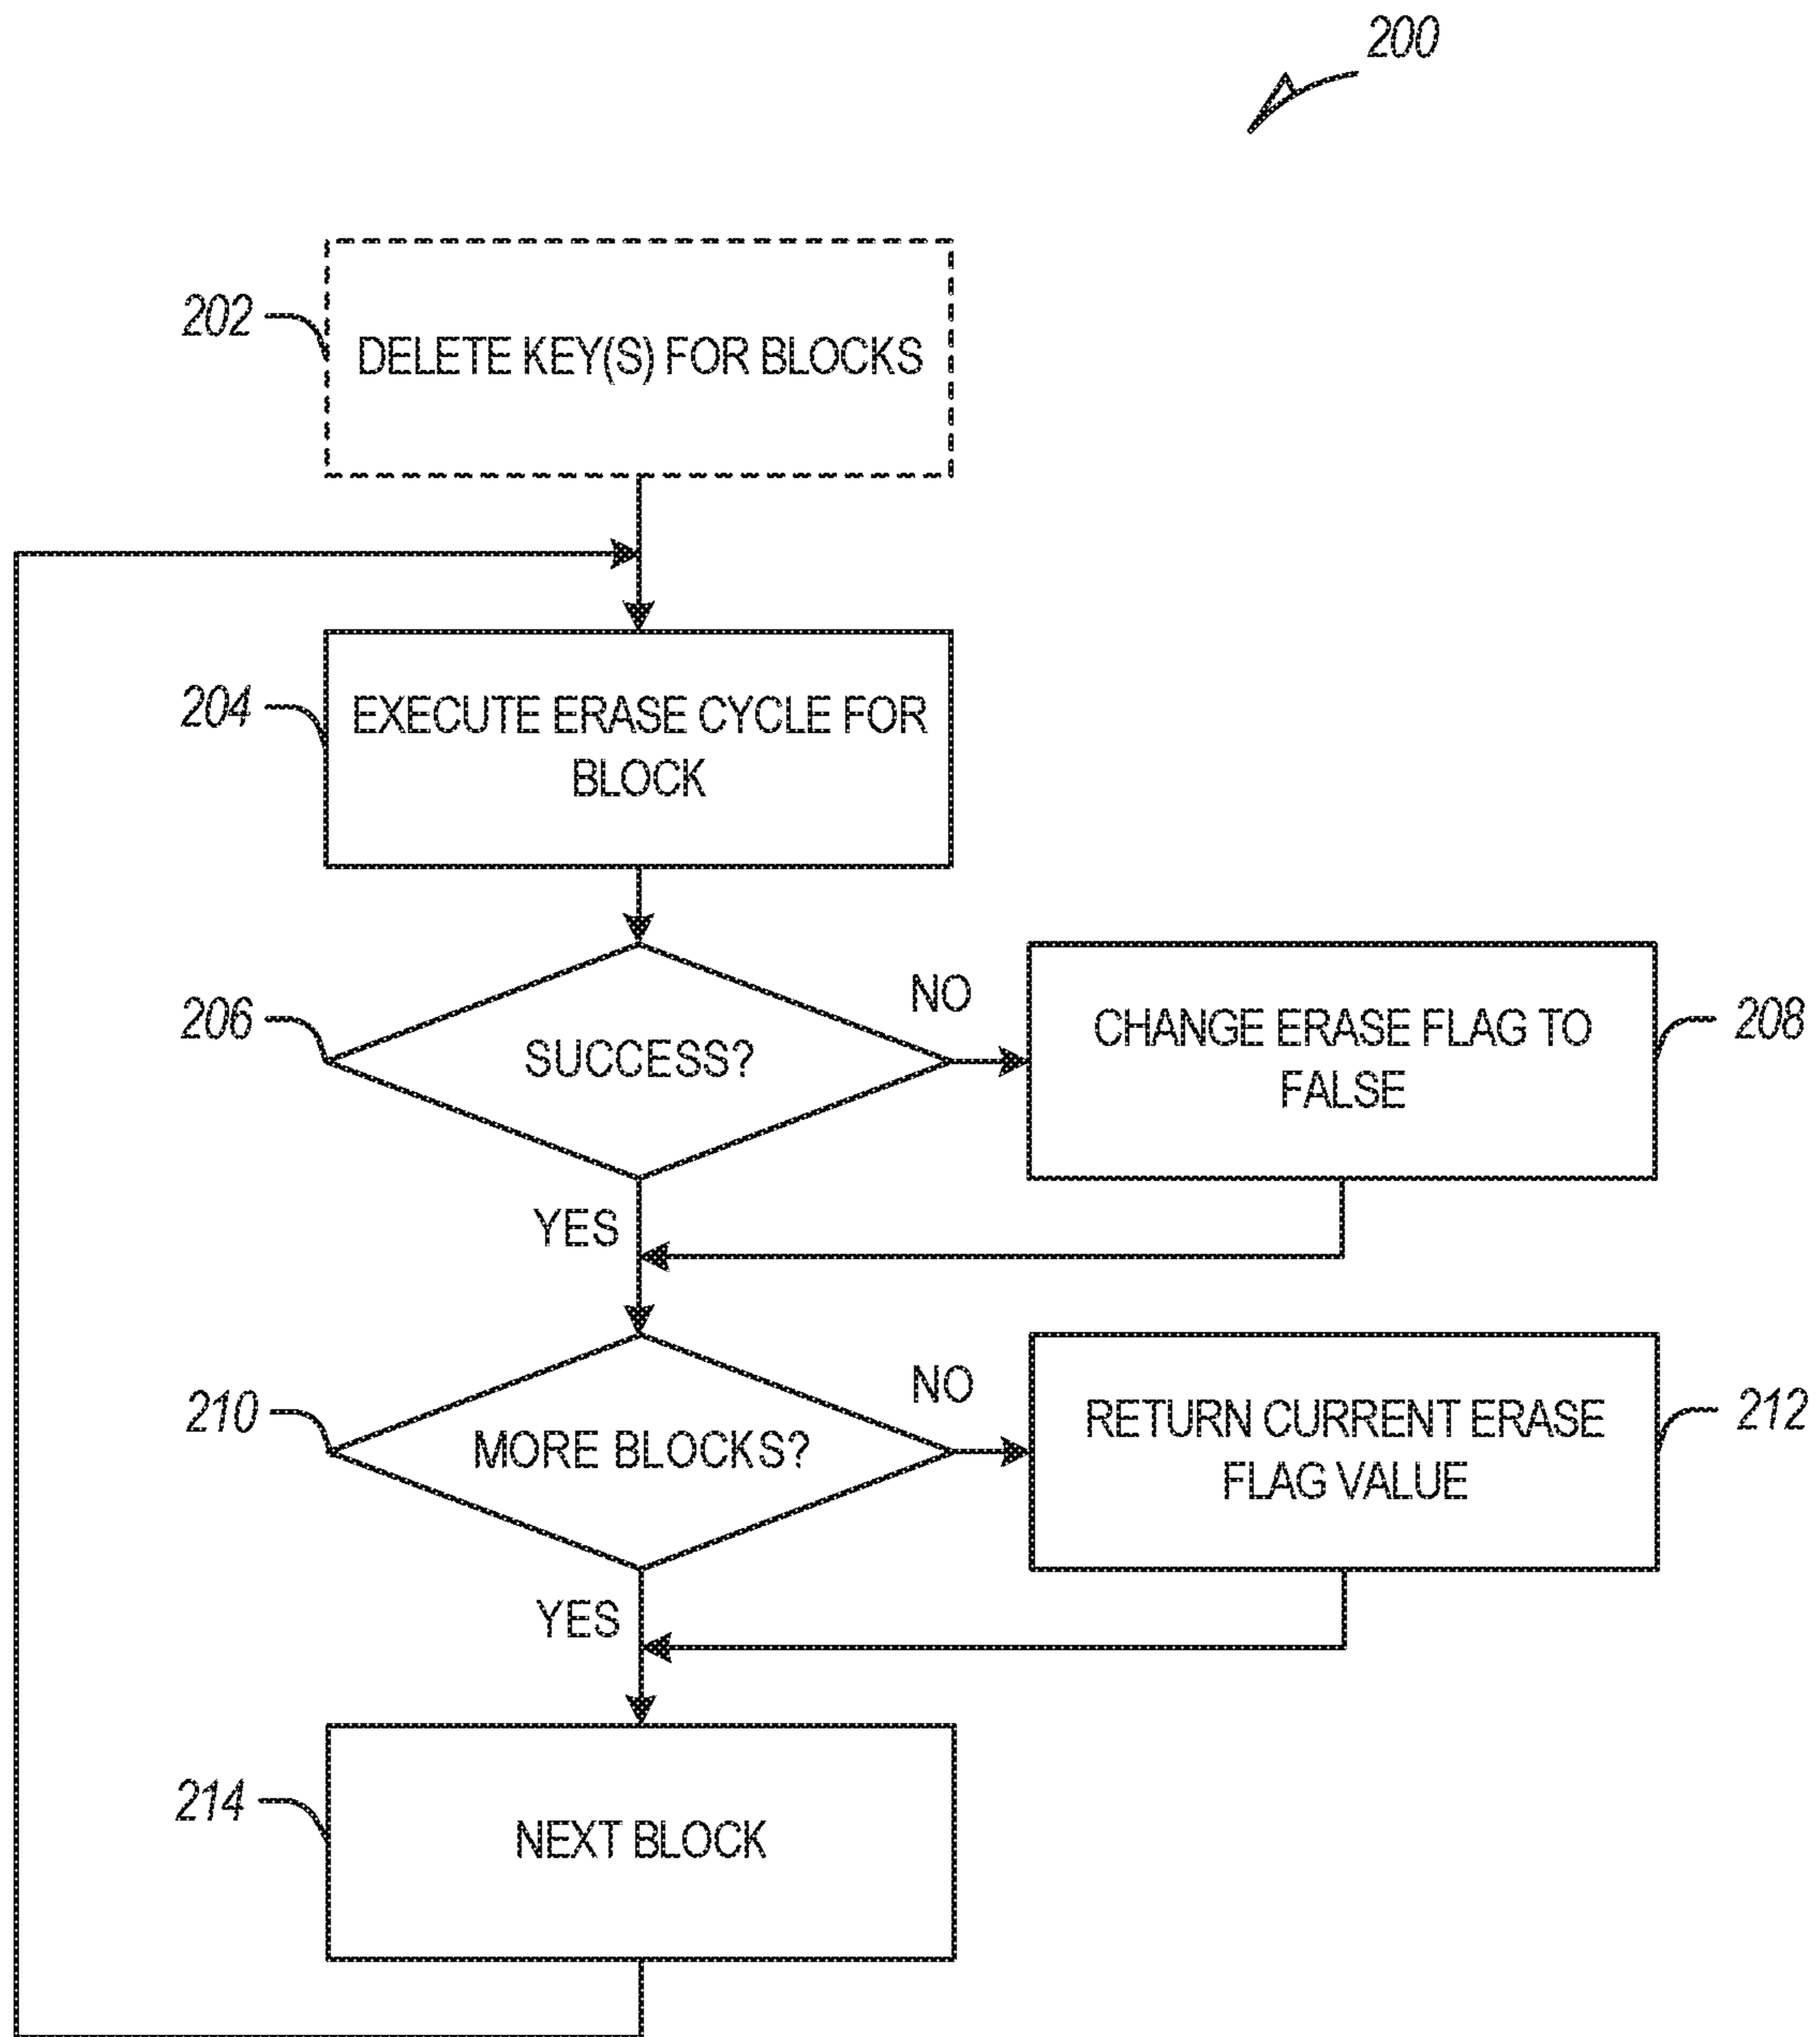 200
202
DELETE KEY(S) FOR BLOCKS
204
EXECUTE ERASE CYCLE FOR
BLOCK
206
SUCCESS?
NO
CHANGE ERASE FLAG TO
FALSE
208
YES
210
MORE BLOCKS?
NO
RETURN CURRENT ERASE
FLAG VALUE
212
YES
214
NEXT BLOCK